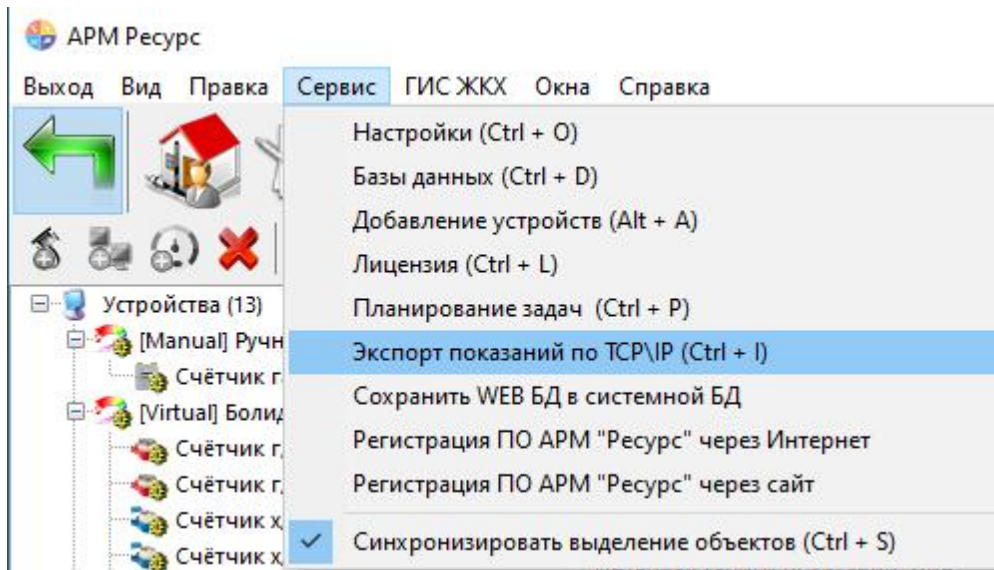 АРМ Ресурс
Выход Вид Правка Сервис ГИС ЖКХ Окна Справка
Настройки (Ctrl + O)
Базы данных (Ctrl + D)
Добавление устройств (Alt + A)
Лицензия (Ctrl + L)
Планирование задач (Ctrl + P)
Экспорт показаний по TCP\IP (Ctrl + I)
Сохранить WEB БД в системной БД
Регистрация ПО АРМ "Ресурс" через Интернет
Регистрация ПО АРМ "Ресурс" через сайт
Синхронизировать выделение объектов (Ctrl + S)
Устройства (13)
[Manual]
Счётчик
[Virtual]
Счётчик
Счётчик
Счётчик
Счётчик